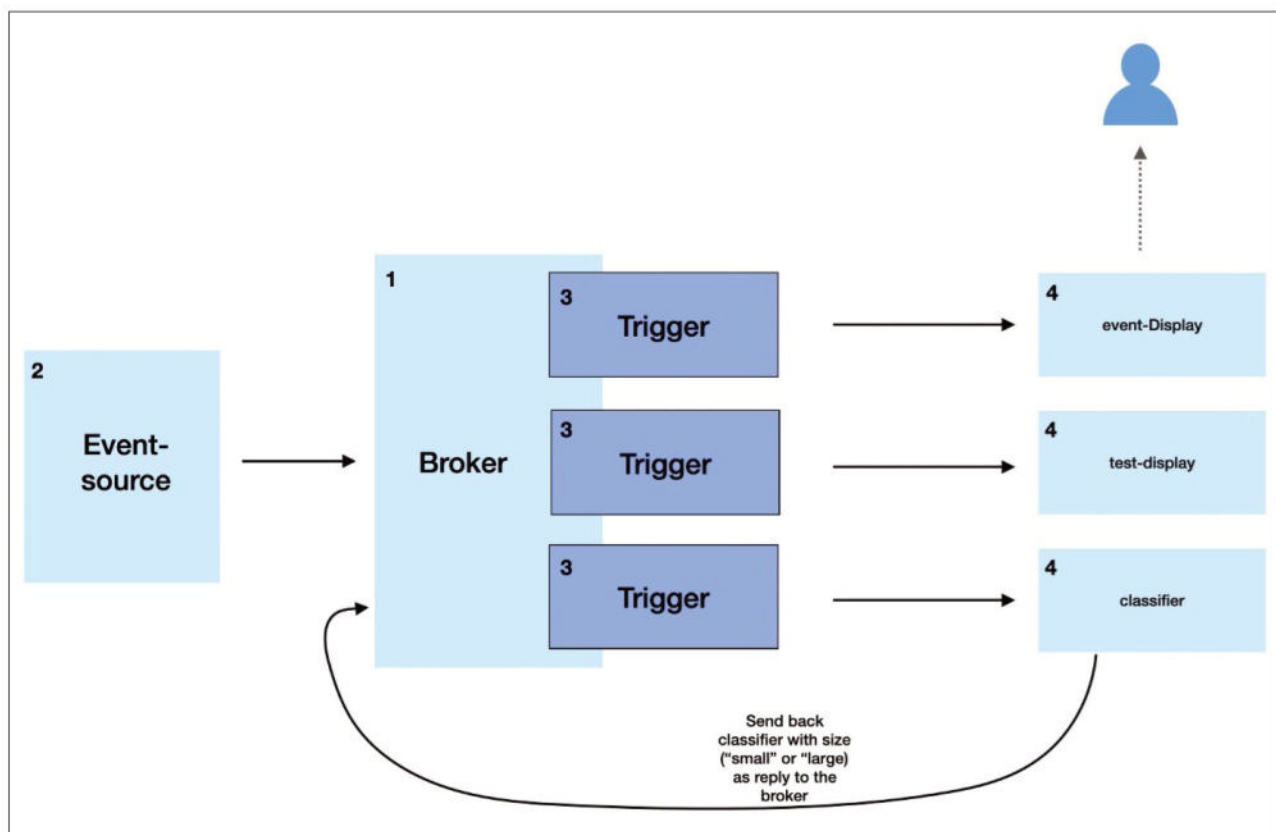 1
3
Trigger
4
event-Display
2
Event-
source
Broker
3
Trigger
4
test-display
3
Trigger
4
classifier
Send back
classifier with size
(“small” or “large)
as reply to the
broker